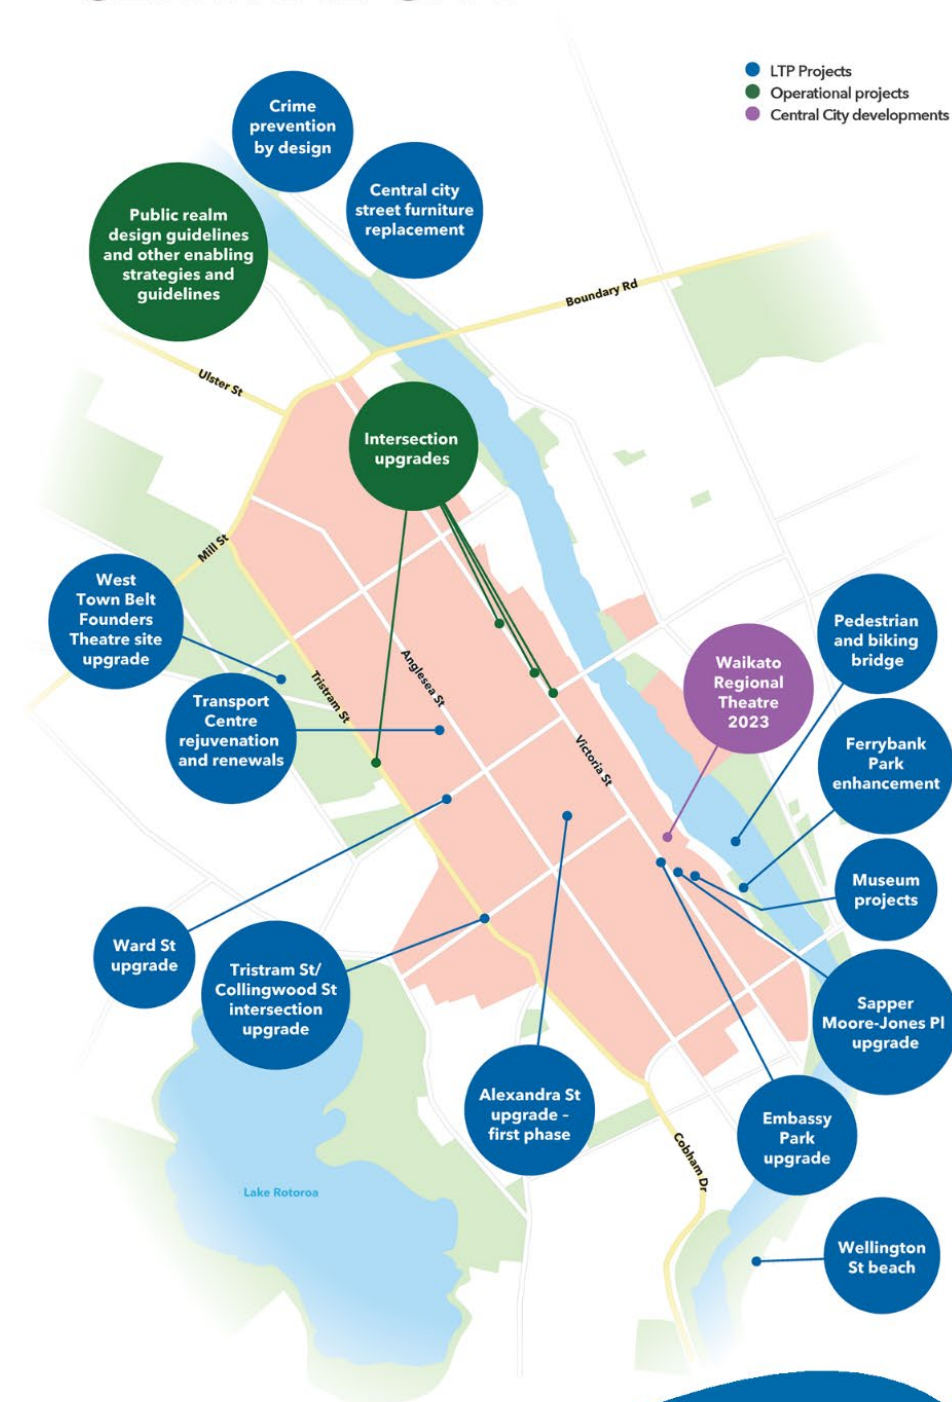 LTP Projects
Operational projects
Central City developments
Crime
prevention
by design
Central city
street furniture
replacement
Public realm
design guidelines
and other enabling
strategies and
guidelines
Boundary Rd
Ulster St
Intersection
upgrades
Mill St
West
Town Belt
Founders
Theatre site
upgrade
Pedestrian
and biking
bridge
Waikato
Regional
Theatre
2023
Anglesea St
Tristram St
Transport
Centre
rejuvenation
and renewals
Victoria St
Ferrybank
Park
enhancement
Museum
projects
Ward St
upgrade
Tristram St/
Collingwood St
intersection
upgrade
Sapper
Moore-Jones Pl
upgrade
Alexandra St
upgrade –
first phase
Embassy
Park
upgrade
Cobham Dr
Lake Rotoroa
Wellington
St beach